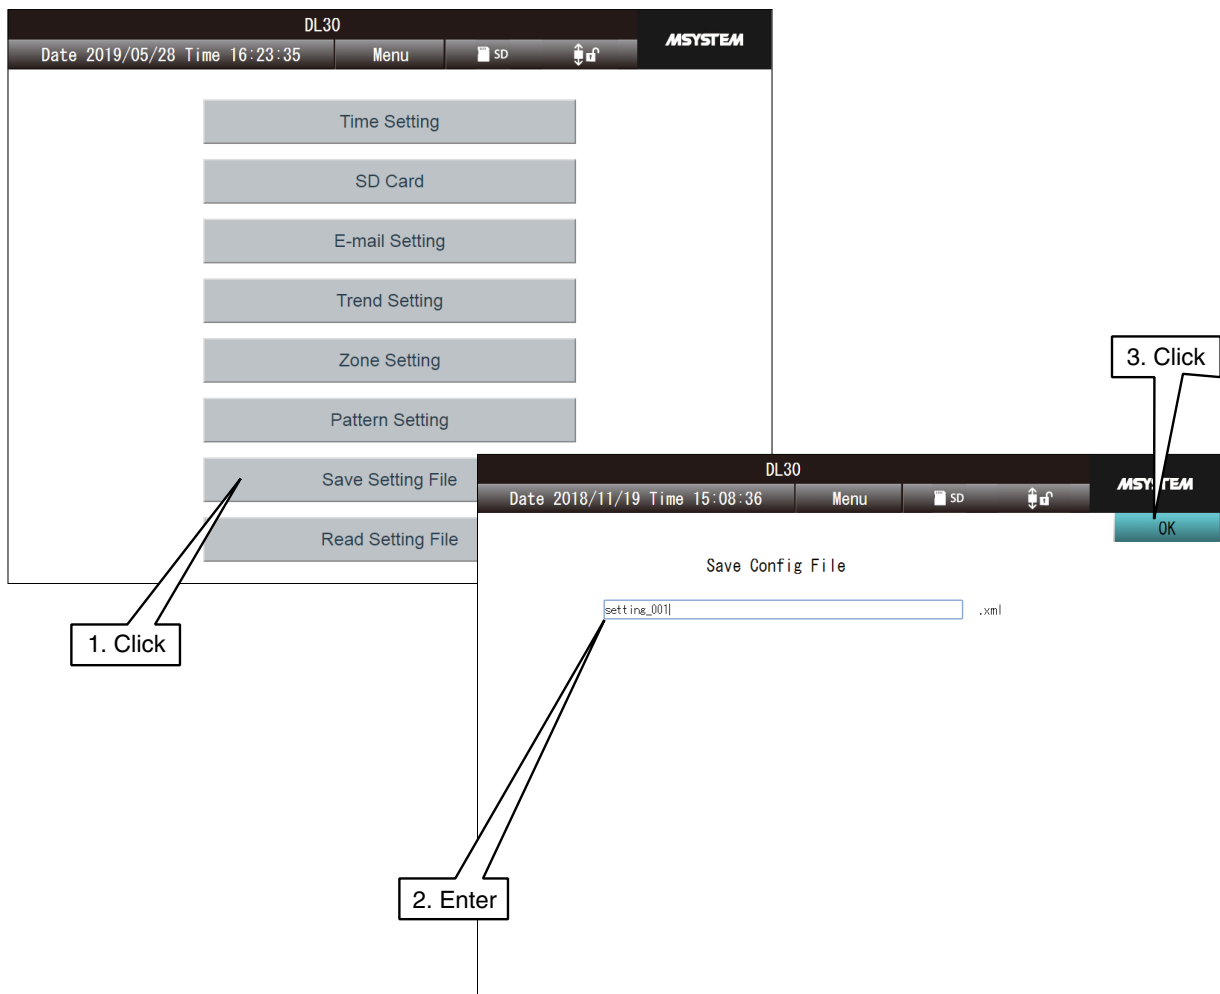 DL30
MSYSTEM
Date 2019/05/28 Time 16:23:35 Menu SD
Time Setting
SD Card
E-mail Setting
Trend Setting
Zone Setting
Pattern Setting
Save Setting File
Read Setting File
1. Click
3. Click
DL30
MSYSTEM
Date 2018/11/19 Time 15:08:36 Menu SD
OK
Save Config File
setting_001 .xml
2. Enter